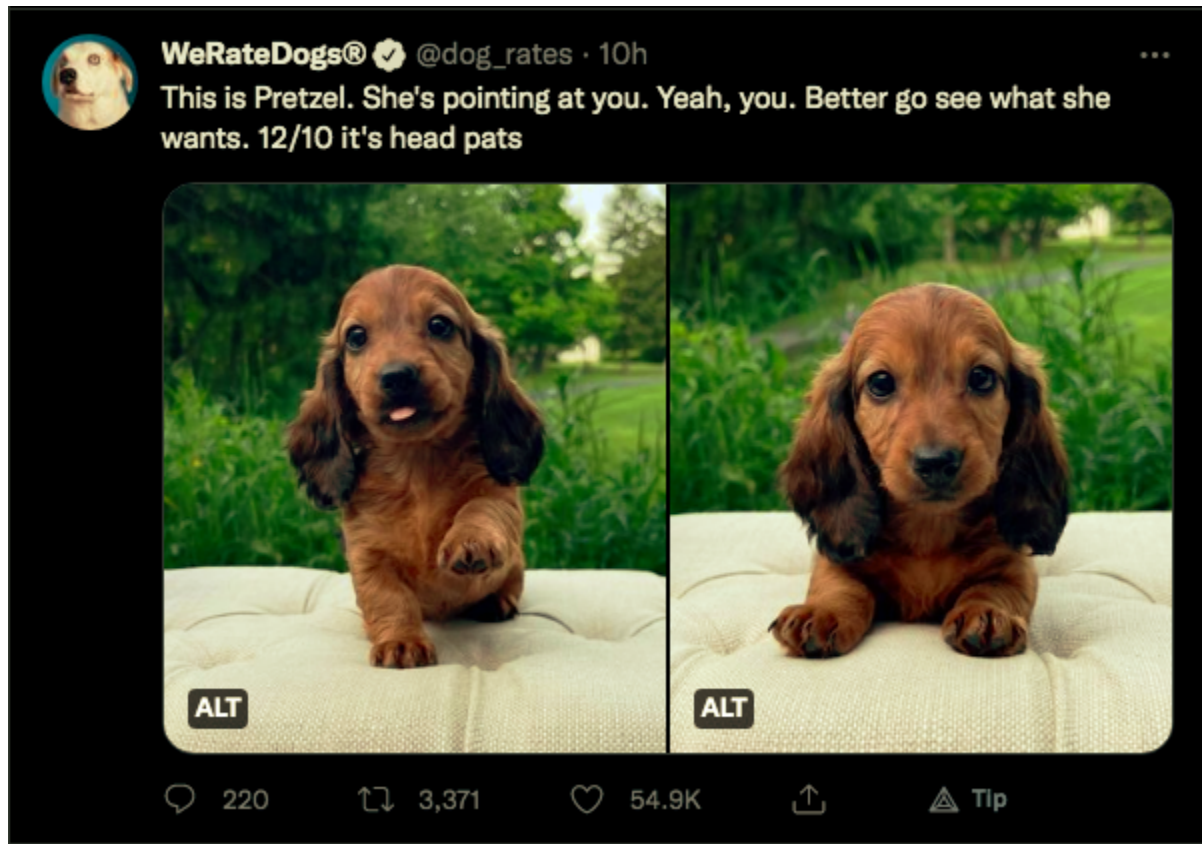 WeRateDogs® @dog_rates · 10h
This is Pretzel. She's pointing at you. Yeah, you. Better go see what she
wants. 12/10 it's head pats
ALT ALT
220 3,371 54.9K Tip